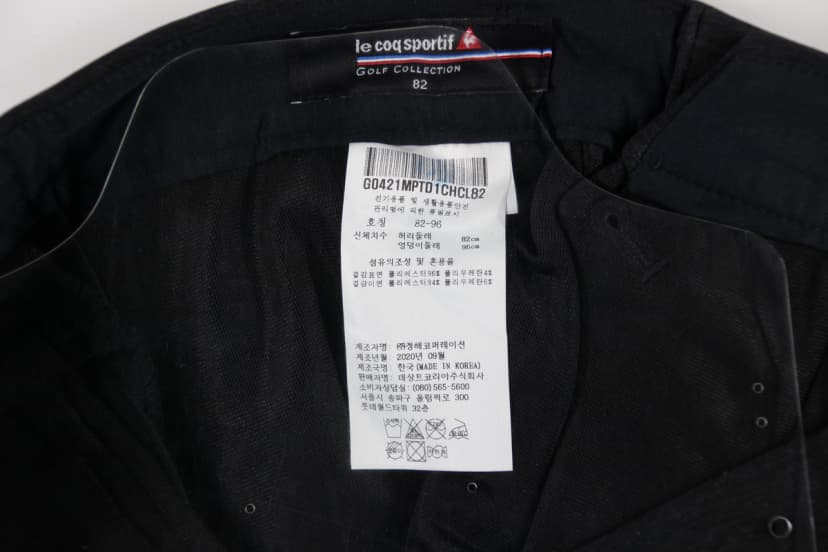 le coq sportif
GOLF COLLECTION
82
G0421MPTD1CHCL82
전기용품 및 생활용품안전
관리법에 의한 품질표시
호칭 82-96
신체치수 허리둘레 82cm
엉덩이둘레 96cm
섬유의조성 및 혼용율
겉감표면 폴리에스터96% 폴리우레탄4%
겉감이면 폴리에스터94% 폴리우레탄6%
제조자명: ㈜정해코퍼레이션
제조년월 2020년 09월
제조국명: 한국(MADE IN KOREA)
판매자명: 데상트코리아주식회사
소비자상담실: (080)565-5600
서울시 송파구 올림픽로 300
롯데월드타워 32층